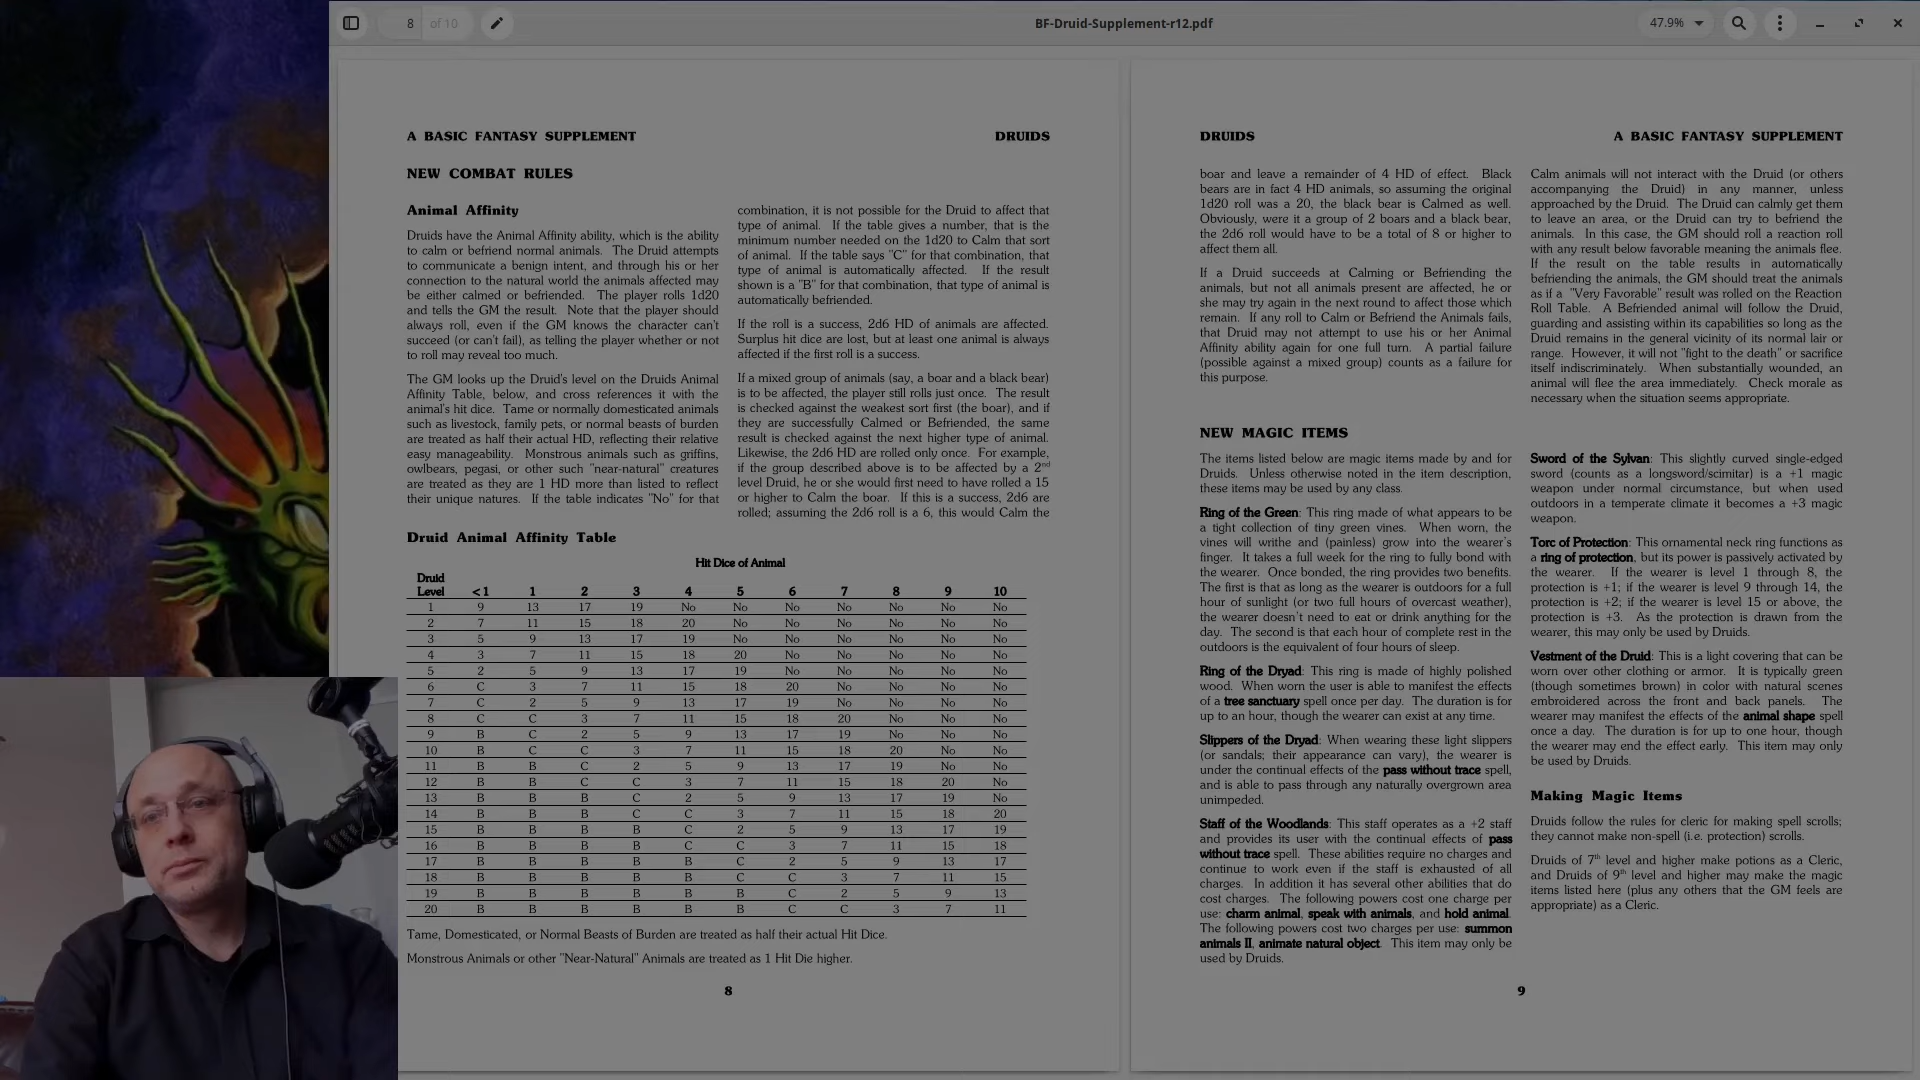 8 of 10
BF-Druid-Supplement-r12.pdf
47.9%
A BASIC FANTASY SUPPLEMENT DRUIDS
NEW COMBAT RULES
Animal Affinity
Druids have the Animal Affinity ability, which is the ability
to calm or befriend normal animals. The Druid attempts
to communicate a benign intent, and through his or her
connection to the natural world the animals affected may
be either calmed or befriended. The player rolls 1d20
and tells the GM the result. Note that the player should
always roll, even if the GM knows the character can't
succeed (or can't fail), as telling the player whether or not
to roll may reveal too much.
The GM looks up the Druid's level on the Druids Animal
Affinity Table, below, and cross references it with the
animal's hit dice. Tame or normally domesticated animals
such as livestock, family pets, or normal beasts of burden
are treated as half their actual HD, reflecting their relative
easy manageability. Monstrous animals such as griffins,
owlbears, pegasi, or other such "near-natural" creatures
are treated as they are 1 HD more than listed to reflect
their unique natures. If the table indicates "No" for that
combination, it is not possible for the Druid to affect that
type of animal. If the table gives a number, that is the
minimum number needed on the 1d20 to Calm that sort
of animal. If the table says "C" for that combination, that
type of animal is automatically affected. If the result
shown is a "B" for that combination, that type of animal is
automatically befriended.
If the roll is a success, 2d6 HD of animals are affected.
Surplus hit dice are lost, but at least one animal is always
affected if the first roll is a success.
If a mixed group of animals (say, a boar and a black bear)
is to be affected, the player still rolls just once. The result
is checked against the weakest sort first (the boar), and if
they are successfully Calmed or Befriended, the same
result is checked against the next higher type of animal.
Likewise, the 2d6 HD are rolled only once. For example,
if the group described above is to be affected by a 2nd
level Druid, he or she would first need to have rolled a 15
or higher to Calm the boar. If this is a success, 2d6 are
rolled; assuming the 2d6 roll is a 6, this would Calm the
Druid Animal Affinity Table
Hit Dice of Animal
Druid
Level <1 1 2 3 4 5 6 7 8 9 10
1 9 13 17 19 No No No No No No No
2 7 11 15 18 20 No No No No No No
3 5 9 13 17 19 No No No No No No
4 3 7 11 15 18 20 No No No No No
5 2 5 9 13 17 19 No No No No No
6 C 3 7 11 15 18 20 No No No No
7 C 2 5 9 13 17 19 No No No No
8 C C 3 7 11 15 18 20 No No No
9 B C 2 5 9 13 17 19 No No No
10 B C C 3 7 11 15 18 20 No No
11 B B C 2 5 9 13 17 19 No No
12 B B C C 3 7 11 15 18 20 No
13 B B B C 2 5 9 13 17 19 No
14 B B B C C 3 7 11 15 18 20
15 B B B B C 2 5 9 13 17 19
16 B B B B C C 3 7 11 15 18
17 B B B B B C 2 5 9 13 17
18 B B B B B C C 3 7 11 15
19 B B B B B B C 2 5 9 13
20 B B B B B B C C 3 7 11
Tame, Domesticated, or Normal Beasts of Burden are treated as half their actual Hit Dice.
Monstrous Animals or other "Near-Natural" Animals are treated as 1 Hit Die higher.
8
DRUIDS A BASIC FANTASY SUPPLEMENT
boar and leave a remainder of 4 HD of effect. Black
bears are in fact 4 HD animals, so assuming the original
1d20 roll was a 20, the black bear is Calmed as well.
Obviously, were it a group of 2 boars and a black bear,
the 2d6 roll would have to be a total of 8 or higher to
affect them all.
If a Druid succeeds at Calming or Befriending the
animals, but not all animals present are affected, he or
she may try again in the next round to affect those which
remain. If any roll to Calm or Befriend the Animals fails,
that Druid may not attempt to use his or her Animal
Affinity ability again for one full turn. A partial failure
(possible against a mixed group) counts as a failure for
this purpose.
Calm animals will not interact with the Druid (or others
accompanying the Druid) in any manner, unless
approached by the Druid. The Druid can calmly get them
to leave an area, or the Druid can try to befriend the
animals. In this case, the GM should roll a reaction roll
with any result below favorable meaning the animals flee.
If the result on the table results in automatically
befriending the animals, the GM should treat the animals
as if a "Very Favorable" result was rolled on the Reaction
Roll Table. A Befriended animal will follow the Druid,
guarding and assisting within its capabilities so long as the
Druid remains in the general vicinity of its normal lair or
range. However, it will not "fight to the death" or sacrifice
itself indiscriminately. When substantially wounded, an
animal will flee the area immediately. Check morale as
necessary when the situation seems appropriate.
NEW MAGIC ITEMS
The items listed below are magic items made by and for
Druids. Unless otherwise noted in the item description,
these items may be used by any class.
Ring of the Green: This ring made of what appears to be
a tight collection of tiny green vines. When worn, the
vines will writhe and (painless) grow into the wearer's
finger. It takes a full week for the ring to fully bond with
the wearer. Once bonded, the ring provides two benefits.
The first is that as long as the wearer is outdoors for a full
hour of sunlight (or two full hours of overcast weather),
the wearer doesn't need to eat or drink anything for the
day. The second is that each hour of complete rest in the
outdoors is the equivalent of four hours of sleep.
Ring of the Dryad: This ring is made of highly polished
wood. When worn the user is able to manifest the effects
of a tree sanctuary spell once per day. The duration is for
up to an hour, though the wearer can exist at any time.
Slippers of the Dryad: When wearing these light slippers
(or sandals; their appearance can vary), the wearer is
under the continual effects of the pass without trace spell,
and is able to pass through any naturally overgrown area
unimpeded.
Staff of the Woodlands: This staff operates as a +2 staff
and provides its user with the continual effects of pass
without trace spell. These abilities require no charges and
continue to work even if the staff is exhausted of all
charges. In addition it has several other abilities that do
cost charges. The following powers cost one charge per
use: charm animal, speak with animals, and hold animal.
The following powers cost two charges per use: summon
animals II, animate natural object. This item may only be
used by Druids.
Sword of the Sylvan: This slightly curved single-edged
sword (counts as a longsword/scimitar) is a +1 magic
weapon under normal circumstance, but when used
outdoors in a temperate climate it becomes a +3 magic
weapon.
Torc of Protection: This ornamental neck ring functions as
a ring of protection, but its power is passively activated by
the wearer. If the wearer is level 1 through 8, the
protection is +1; if the wearer is level 9 through 14, the
protection is +2; if the wearer is level 15 or above, the
protection is +3. As the protection is drawn from the
wearer, this may only be used by Druids.
Vestment of the Druid: This is a light covering that can be
worn over other clothing or armor. It is typically green
(though sometimes brown) in color with natural scenes
embroidered across the front and back panels. The
wearer may manifest the effects of the animal shape spell
once a day. The duration is for up to one hour, though
the wearer may end the effect early. This item may only
be used by Druids.
Making Magic Items
Druids follow the rules for cleric for making spell scrolls;
they cannot make non-spell (i.e. protection) scrolls.
Druids of 7th level and higher make potions as a Cleric,
and Druids of 9th level and higher may make the magic
items listed here (plus any others that the GM feels are
appropriate) as a Cleric.
9